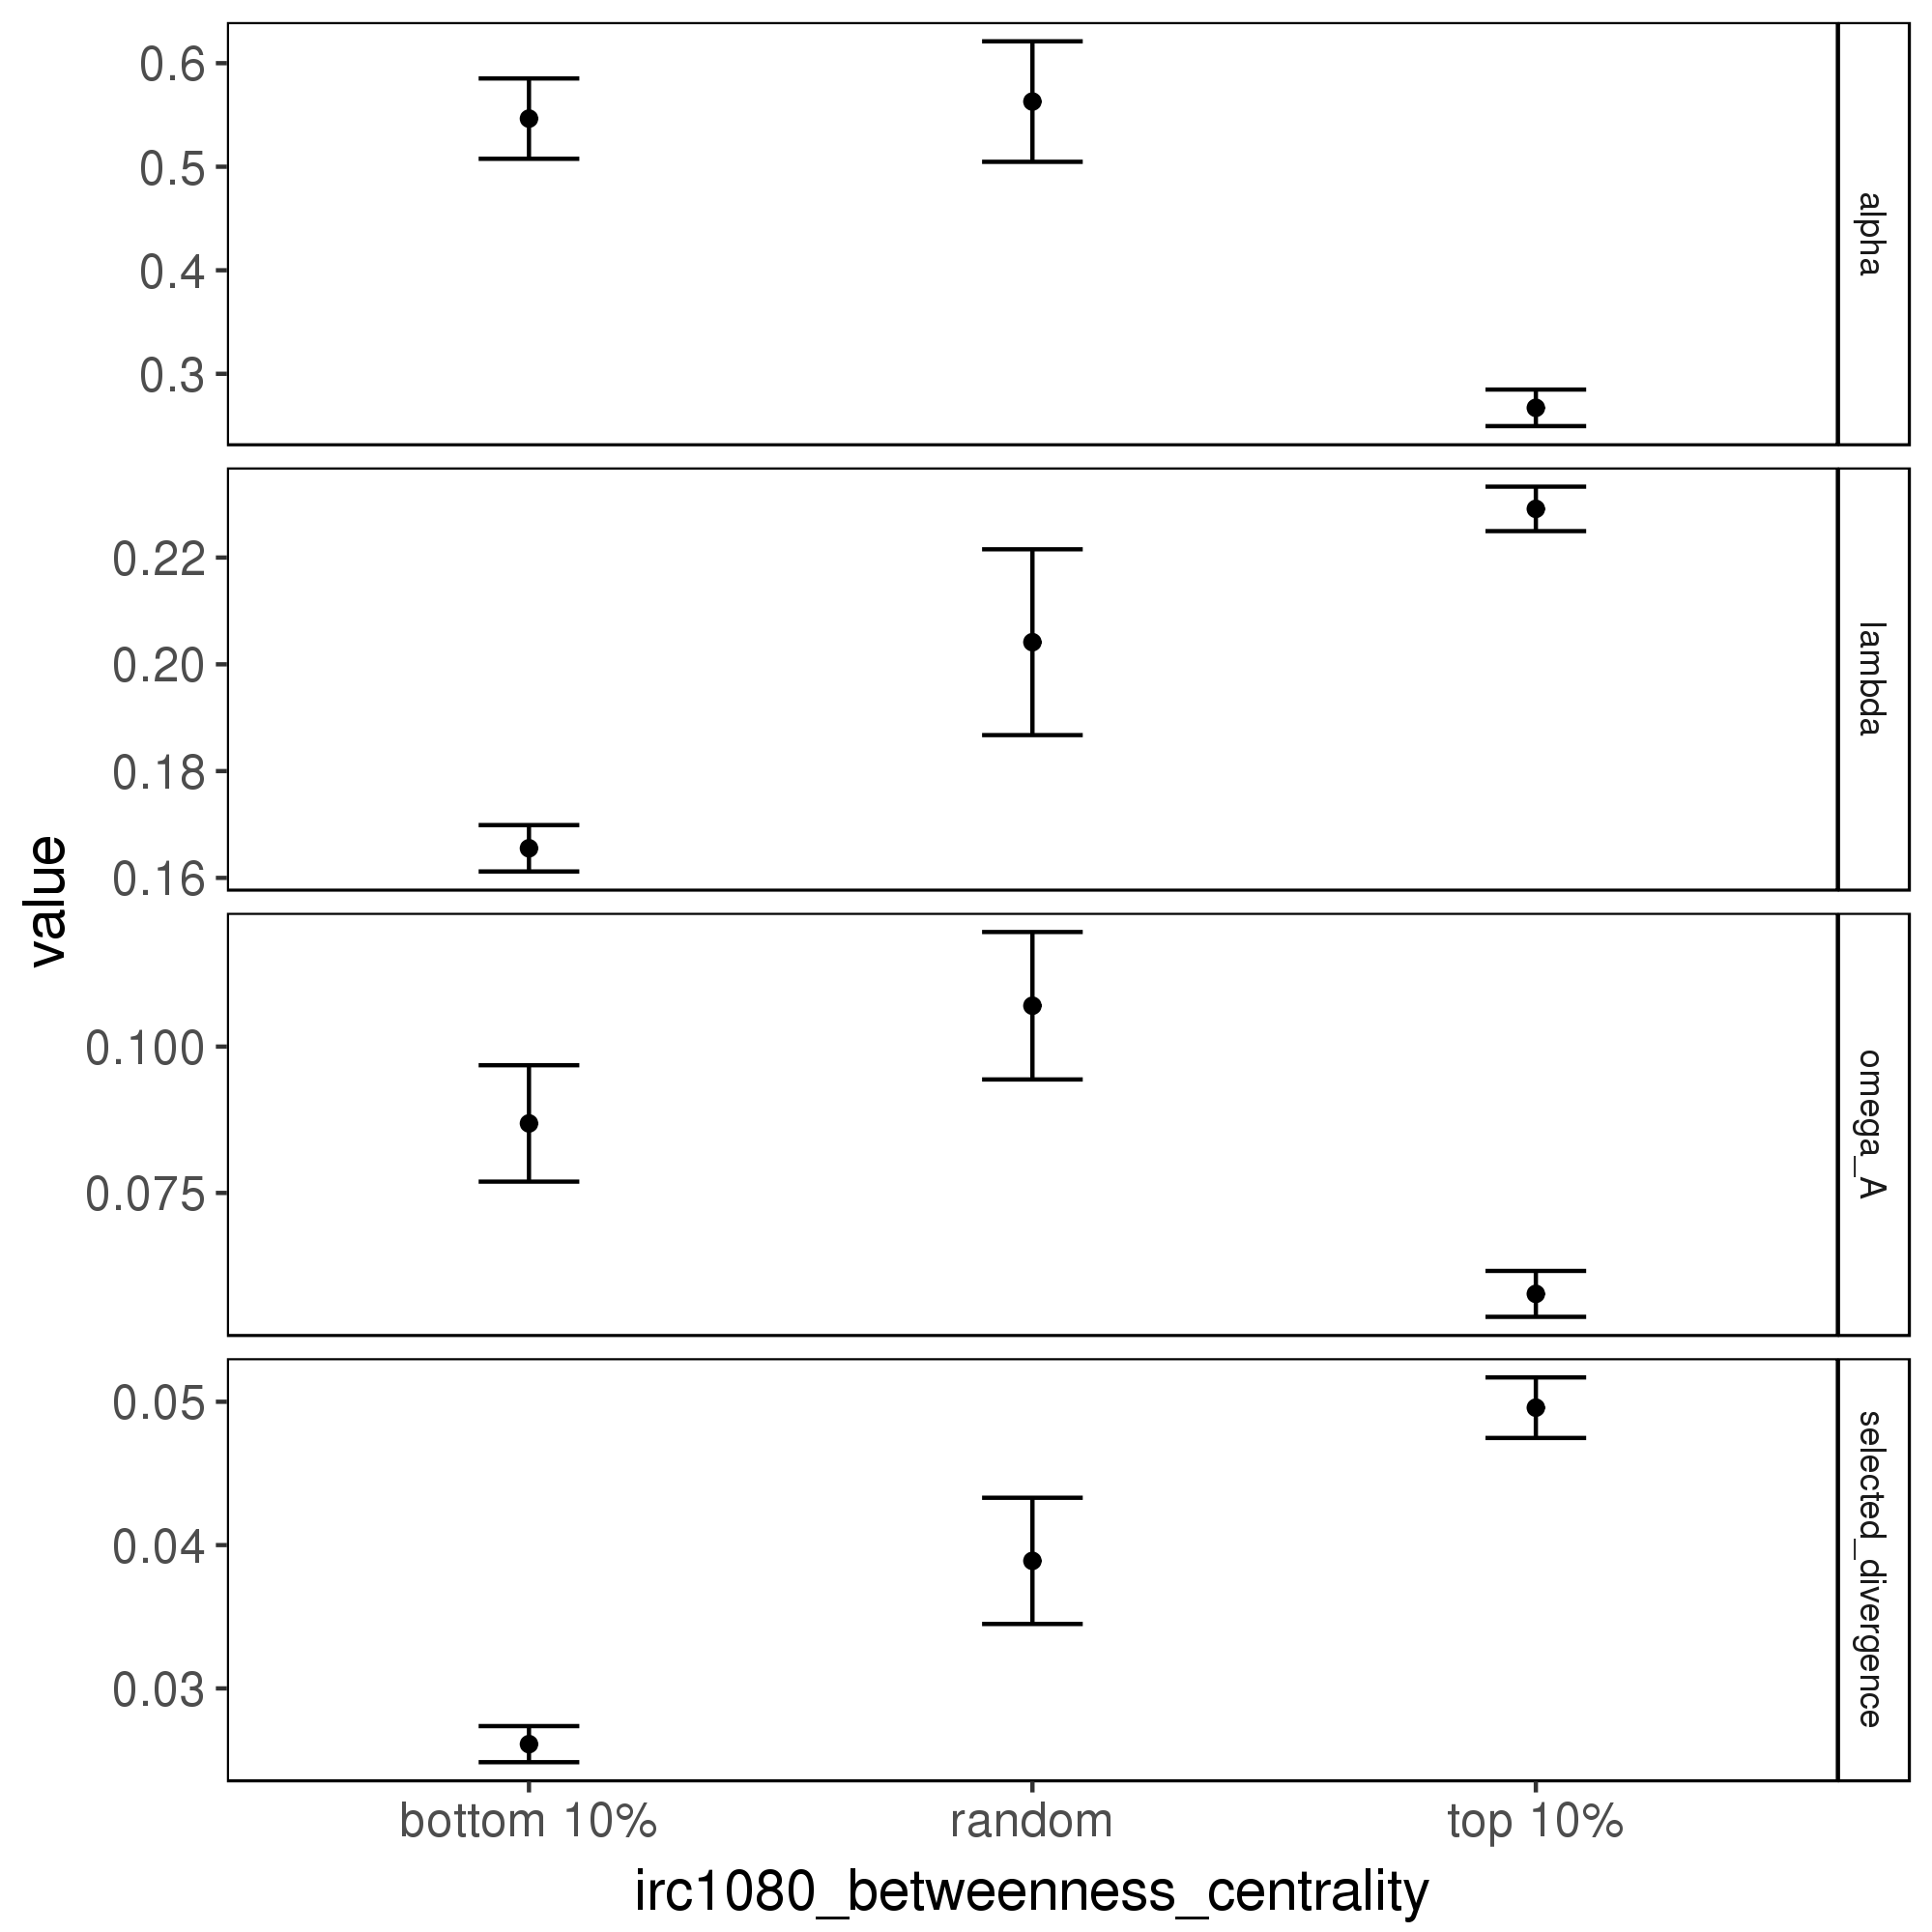 0.6
0.5
0.4
0.3
alpha
0.22
0.20
0.18
0.16
lambda
value
0.100
0.075
omega_A
0.05
0.04
0.03
selected_divergence
bottom 10% random top 10%
irc1080_betweenness_centrality